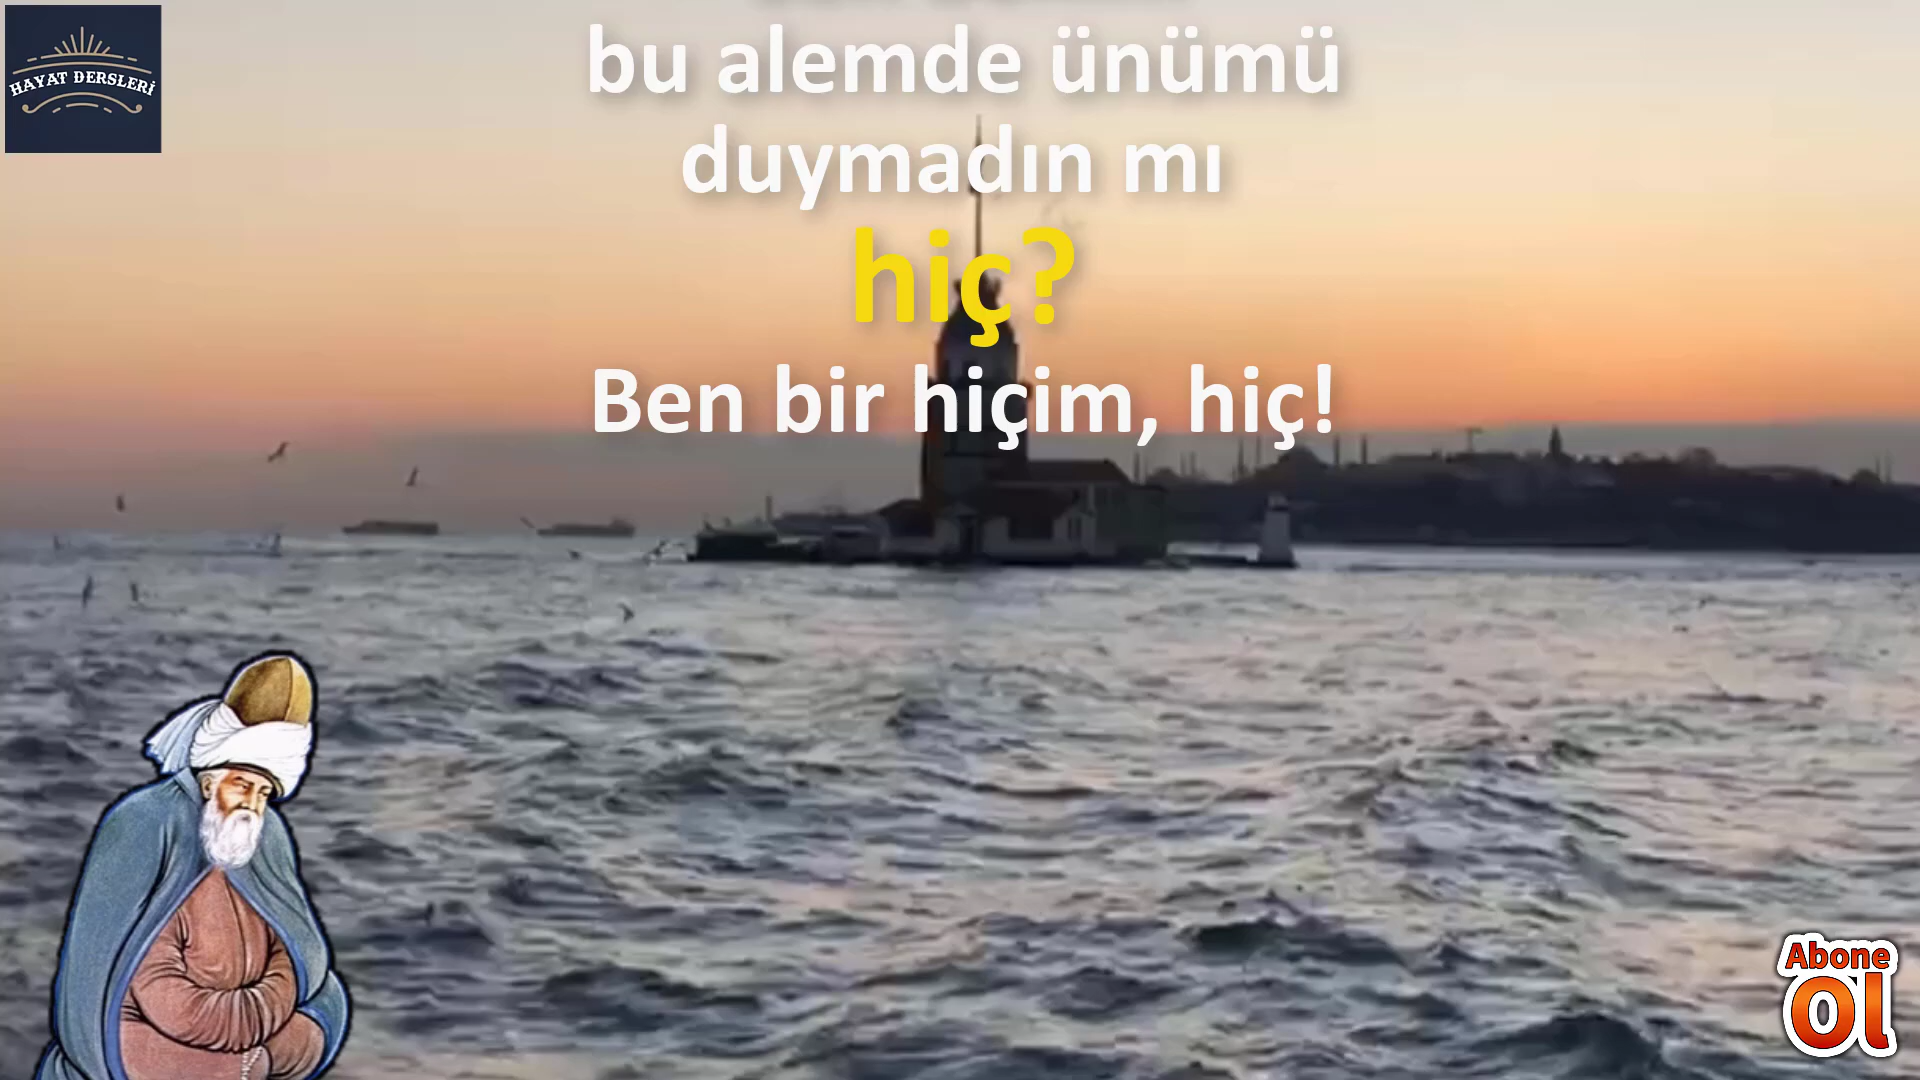 HAYAT DERSLERİ
bu alemde ünümü
duymadın mı
hiç?
Ben bir hiçim, hiç!
Abone
Ol